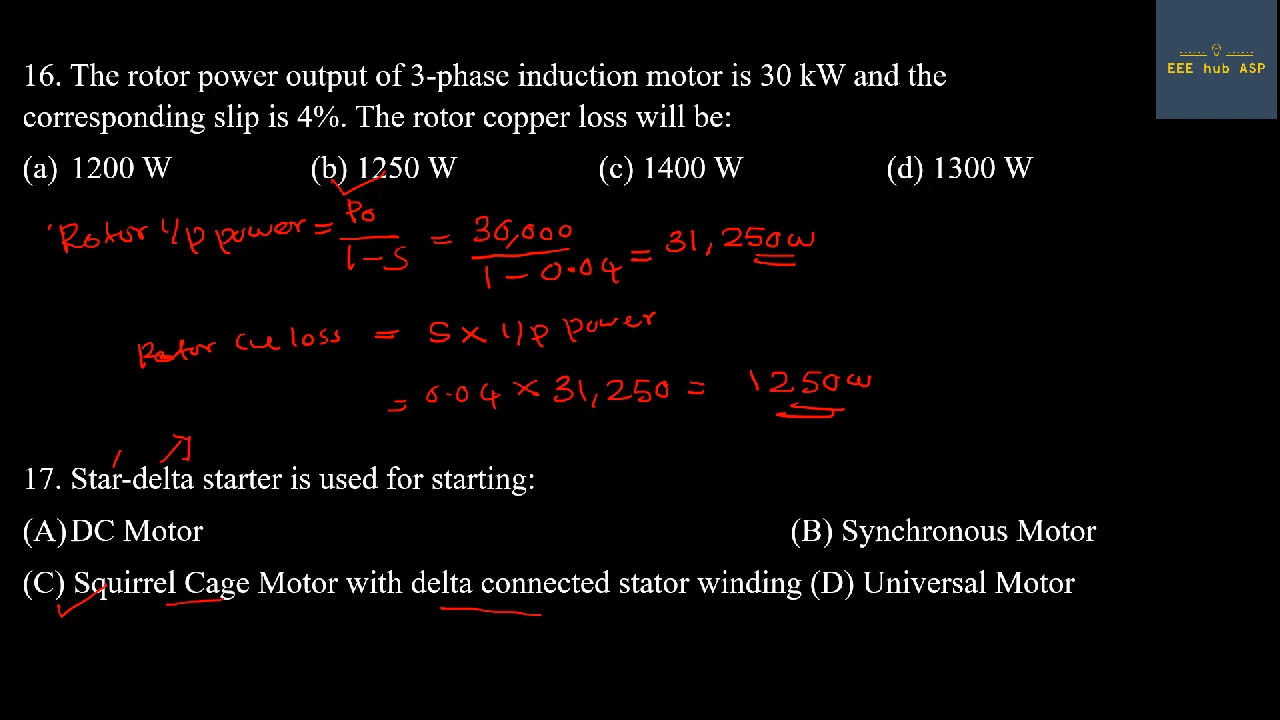 EEE hub ASP
16. The rotor power output of 3-phase induction motor is 30 kW and the
corresponding slip is 4%. The rotor copper loss will be:
(a) 1200 W (b) 1250 W (c) 1400 W (d) 1300 W
Rotor i/p power = Po / 1-S = 30,000 / 1-0.04 = 31,250w
Rotor cu loss = S × i/p power
= 0.04 × 31,250 = 1250w
17. Star-delta starter is used for starting:
(A) DC Motor (B) Synchronous Motor
(C) Squirrel Cage Motor with delta connected stator winding (D) Universal Motor